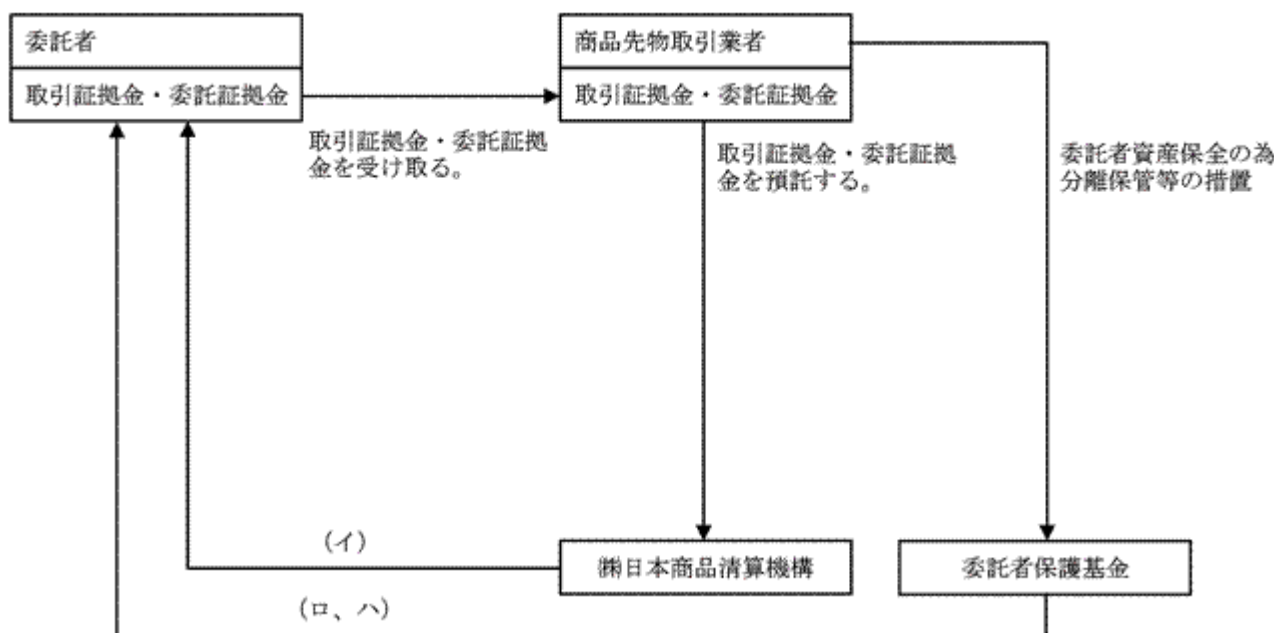 委託者
取引証拠金・委託証拠金
商品先物取引業者
取引証拠金・委託証拠金
取引証拠金・委託証拠
金を受け取る。
取引証拠金・委託証拠
金を預託する。
委託者資産保全の為
分離保管等の措置
(イ)
㈱日本商品清算機構
委託者保護基金
(ロ、ハ)